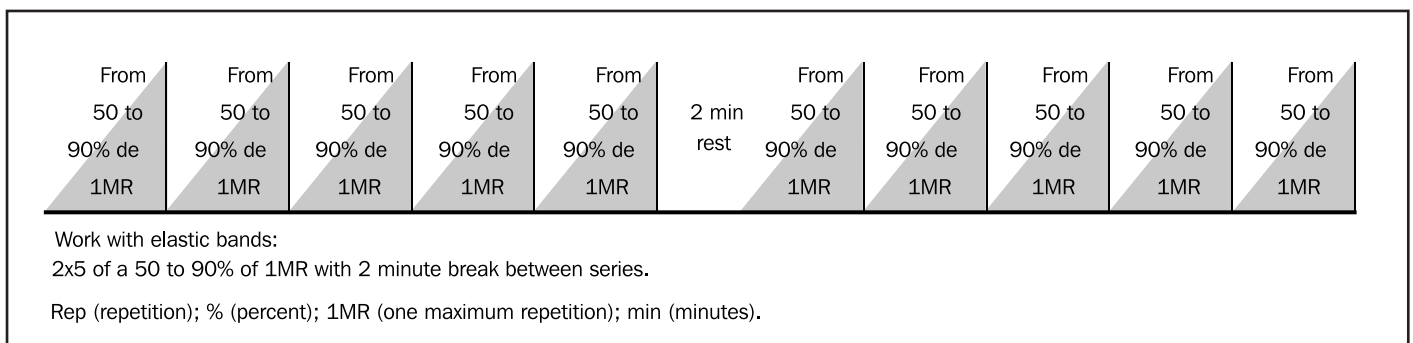 From From From From From From From From From From
50 to 50 to 50 to 50 to 50 to 2 min 50 to 50 to 50 to 50 to 50 to
90% de 90% de 90% de 90% de 90% de rest 90% de 90% de 90% de 90% de 90% de
1MR 1MR 1MR 1MR 1MR 1MR 1MR 1MR 1MR 1MR
Work with elastic bands:
2x5 of a 50 to 90% of 1MR with 2 minute break between series.
Rep (repetition); % (percent); 1MR (one maximum repetition); min (minutes).